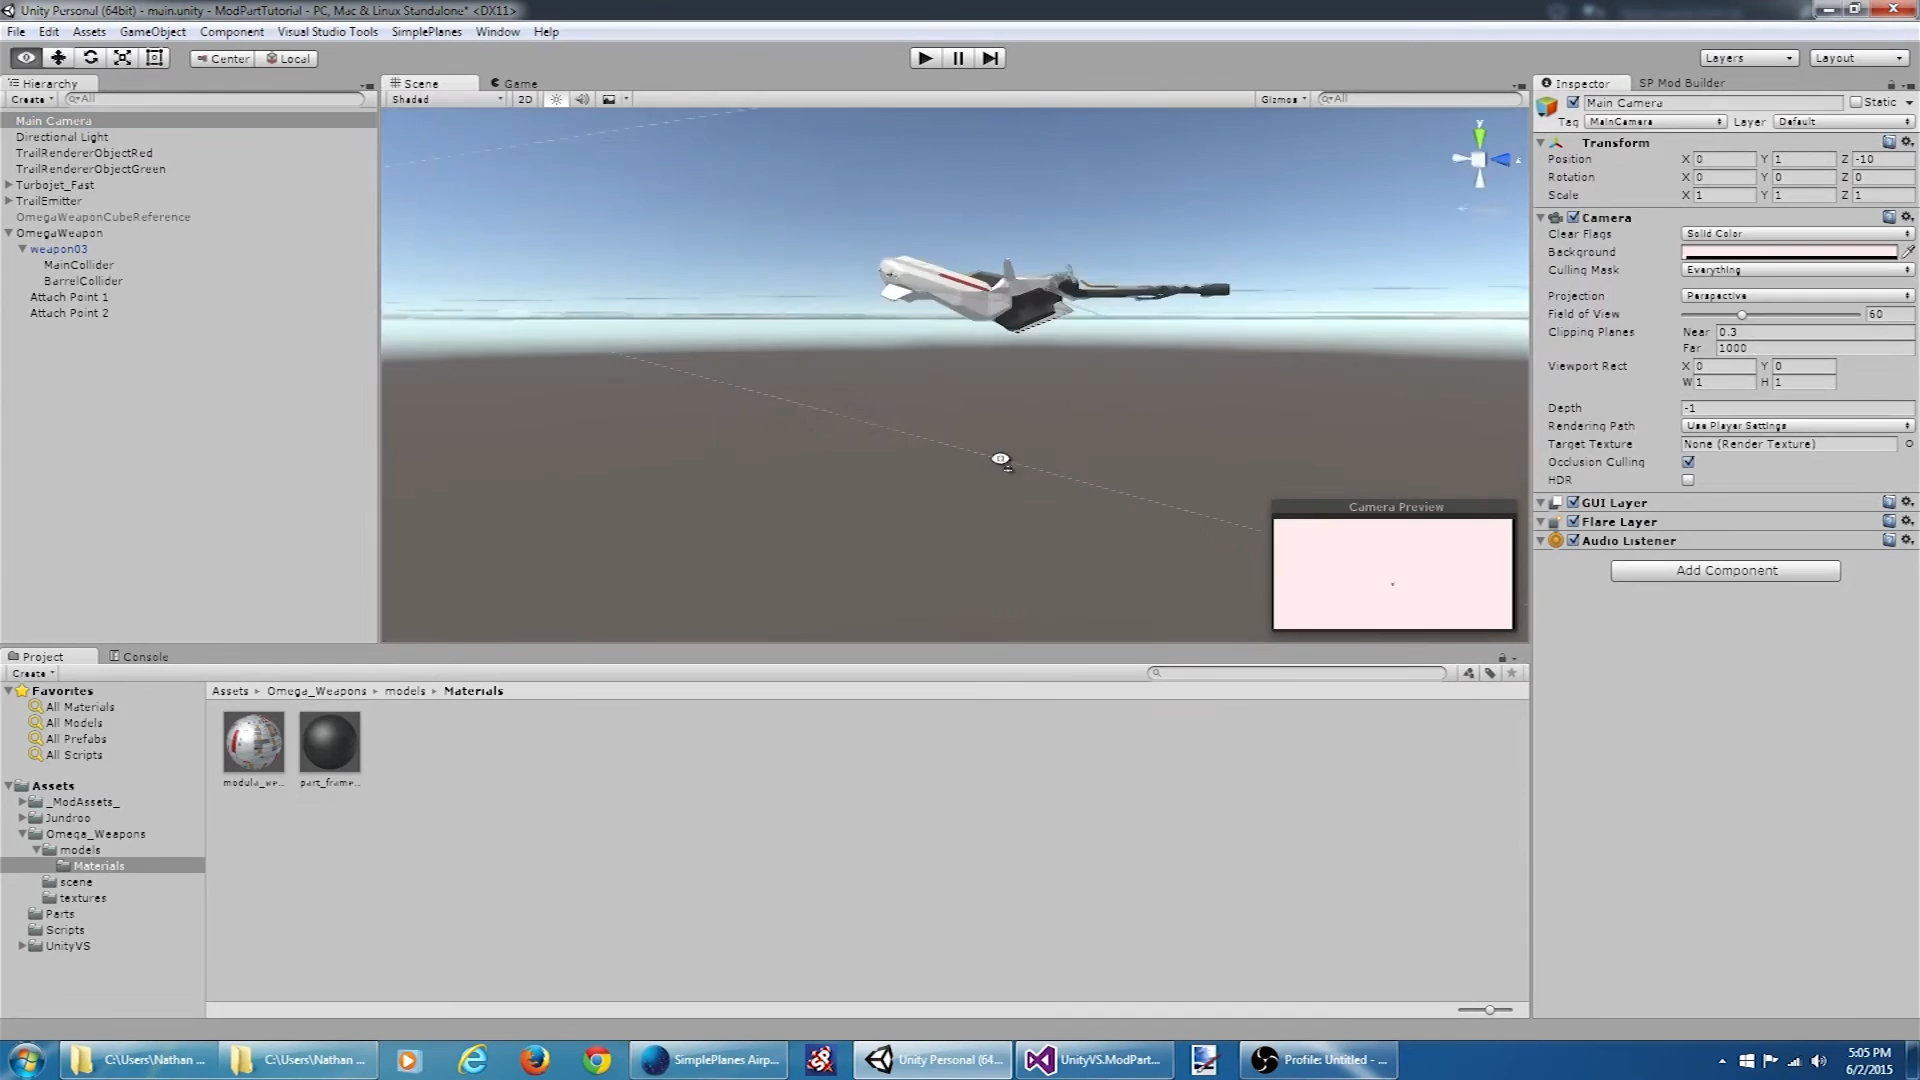 Unity Personal (64bit) - main.unity - ModPartTutorial - PC, Mac & Linux Standalone* <DX11>
File Edit Assets GameObject Component Visual Studio Tools SimplePlanes Window Help
Center Local
Layers Layout
Hierarchy
Create All
Main Camera
Directional Light
TrailRendererObjectRed
TrailRendererObjectGreen
Turbojet_Fast
TrailEmitter
OmegaWeaponCubeReference
OmegaWeapon
weapon03
MainCollider
BarrelCollider
Attach Point 1
Attach Point 2
Scene Game
Shaded 2D Gizmos All
y
z
Camera Preview
Inspector SP Mod Builder
Main Camera Static
Tag MainCamera Layer Default
Transform
Position X 0 Y 1 Z -10
Rotation X 0 Y 0 Z 0
Scale X 1 Y 1 Z 1
Camera
Clear Flags Solid Color
Background
Culling Mask Everything
Projection Perspective
Field of View 60
Clipping Planes Near 0.3
Far 1000
Viewport Rect X 0 Y 0
W 1 H 1
Depth -1
Rendering Path Use Player Settings
Target Texture None (Render Texture)
Occlusion Culling
HDR
GUI Layer
Flare Layer
Audio Listener
Add Component
Project Console
Create
Favorites
All Materials
All Models
All Prefabs
All Scripts
Assets
_ModAssets_
Jundroo
Omega_Weapons
models
Materials
scene
textures
Parts
Scripts
UnityVS
Assets Omega_Weapons models Materials
modula_we... part_frame...
C:\Users\Nathan ... C:\Users\Nathan ... SimplePlanes Airp... Unity Personal (64... UnityVS.ModPart... Profile: Untitled - ...
5:05 PM
6/2/2015